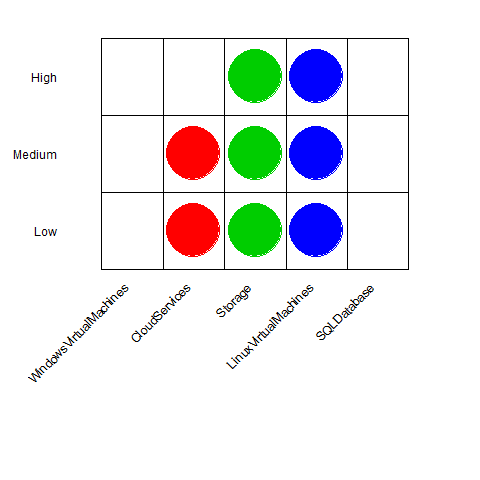 High
Medium
Low
WindowsVirtualMachines
CloudServices
Storage
LinuxVirtualMachines
SQLDatabase